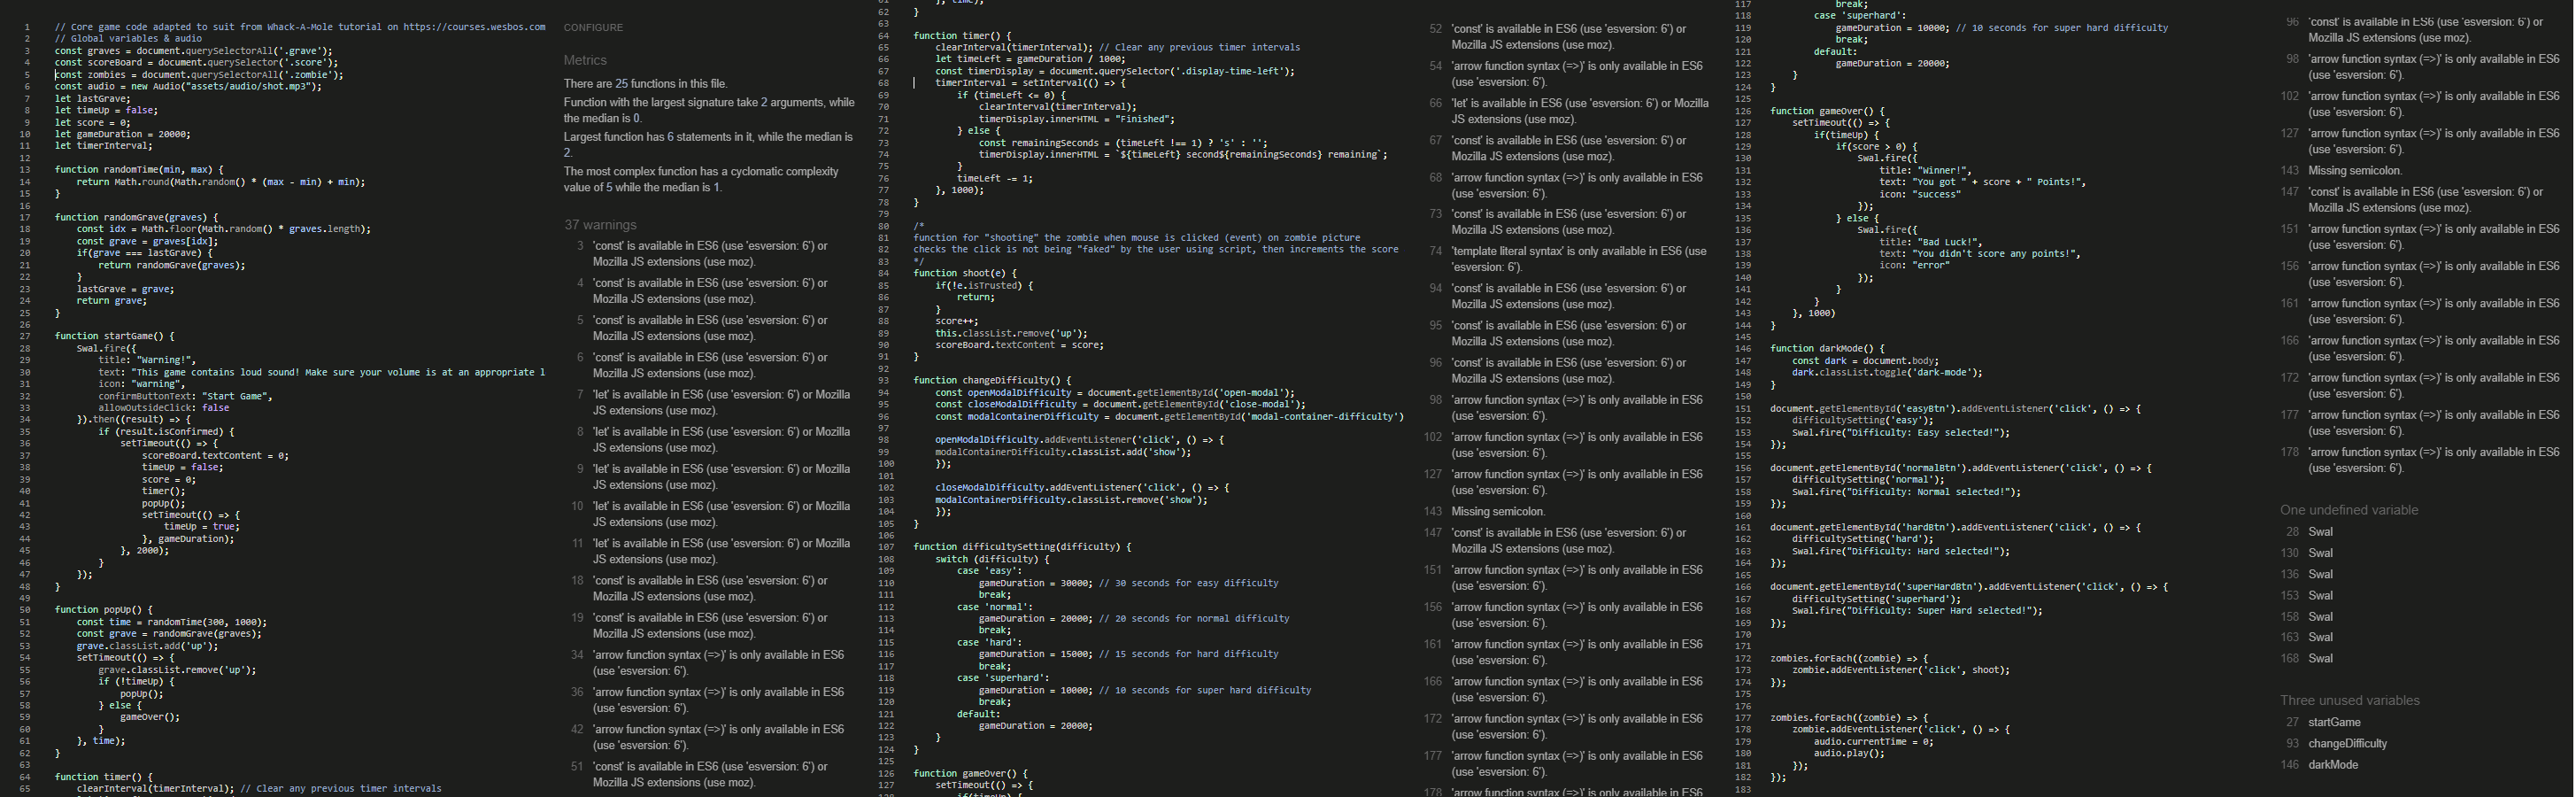 1 // Core game code adapted to suit from Whack-A-Mole tutorial on https://courses.wesbos.com
2 // Global variables & audio
3 const graves = document.querySelectorAll('.grave');
4 const scoreBoard = document.querySelector('.score');
5 const zombies = document.querySelectorAll('.zombie');
6 const audio = new Audio("assets/audio/shot.mp3");
7 let lastGrave;
8 let timeUp = false;
9 let score = 0;
10 let gameDuration = 20000;
11 let timerInterval;
12
13 function randomTime(min, max) {
14 return Math.round(Math.random() * (max - min) + min);
15 }
16
17 function randomGrave(graves) {
18 const idx = Math.floor(Math.random() * graves.length);
19 const grave = graves[idx];
20 if(grave === lastGrave) {
21 return randomGrave(graves);
22 }
23 lastGrave = grave;
24 return grave;
25 }
26
27 function startGame() {
28 Swal.fire({
29 title: "Warning!",
30 text: "This game contains loud sound! Make sure your volume is at an appropriate l
31 icon: "warning",
32 confirmButtonText: "Start Game",
33 allowOutsideClick: false
34 }).then((result) => {
35 if (result.isConfirmed) {
36 setTimeout(() => {
37 scoreBoard.textContent = 0;
38 timeUp = false;
39 score = 0;
40 timer();
41 popUp();
42 setTimeout(() => {
43 timeUp = true;
44 }, gameDuration);
45 }, 2000);
46 }
47 });
48 }
49
50 function popUp() {
51 const time = randomTime(300, 1000);
52 const grave = randomGrave(graves);
53 grave.classList.add('up');
54 setTimeout(() => {
55 grave.classList.remove('up');
56 if (!timeUp) {
57 popUp();
58 } else {
59 gameOver();
60 }
61 }, time);
62 }
63
64 function timer() {
65 clearInterval(timerInterval); // Clear any previous timer intervals
CONFIGURE
Metrics
There are 25 functions in this file.
Function with the largest signature take 2 arguments, while
the median is 0.
Largest function has 6 statements in it, while the median is
2.
The most complex function has a cyclomatic complexity
value of 5 while the median is 1.
37 warnings
3 'const' is available in ES6 (use 'esversion: 6') or
Mozilla JS extensions (use moz).
4 'const' is available in ES6 (use 'esversion: 6') or
Mozilla JS extensions (use moz).
5 'const' is available in ES6 (use 'esversion: 6') or
Mozilla JS extensions (use moz).
6 'const' is available in ES6 (use 'esversion: 6') or
Mozilla JS extensions (use moz).
7 'let' is available in ES6 (use 'esversion: 6') or Mozilla
JS extensions (use moz).
8 'let' is available in ES6 (use 'esversion: 6') or Mozilla
JS extensions (use moz).
9 'let' is available in ES6 (use 'esversion: 6') or Mozilla
JS extensions (use moz).
10 'let' is available in ES6 (use 'esversion: 6') or Mozilla
JS extensions (use moz).
11 'let' is available in ES6 (use 'esversion: 6') or Mozilla
JS extensions (use moz).
18 'const' is available in ES6 (use 'esversion: 6') or
Mozilla JS extensions (use moz).
19 'const' is available in ES6 (use 'esversion: 6') or
Mozilla JS extensions (use moz).
34 'arrow function syntax (=>)' is only available in ES6
(use 'esversion: 6').
36 'arrow function syntax (=>)' is only available in ES6
(use 'esversion: 6').
42 'arrow function syntax (=>)' is only available in ES6
(use 'esversion: 6').
51 'const' is available in ES6 (use 'esversion: 6') or
Mozilla JS extensions (use moz).
61 }, time);
62 }
63
64 function timer() {
65 clearInterval(timerInterval); // Clear any previous timer intervals
66 let timeLeft = gameDuration / 1000;
67 const timerDisplay = document.querySelector('.display-time-left');
68 timerInterval = setInterval(() => {
69 if (timeLeft <= 0) {
70 clearInterval(timerInterval);
71 timerDisplay.innerHTML = "Finished";
72 } else {
73 const remainingSeconds = (timeLeft !== 1) ? 's' : '';
74 timerDisplay.innerHTML = `${timeLeft} second${remainingSeconds} remaining`;
75 }
76 timeLeft -= 1;
77 }, 1000);
78 }
79
80 /*
81 function for "shooting" the zombie when mouse is clicked (event) on zombie picture
82 checks the click is not being "faked" by the user using script, then increments the score
83 */
84 function shoot(e) {
85 if(!e.isTrusted) {
86 return;
87 }
88 score++;
89 this.classList.remove('up');
90 scoreBoard.textContent = score;
91 }
92
93 function changeDifficulty() {
94 const openModalDifficulty = document.getElementById('open-modal');
95 const closeModalDifficulty = document.getElementById('close-modal');
96 const modalContainerDifficulty = document.getElementById('modal-container-difficulty')
97
98 openModalDifficulty.addEventListener('click', () => {
99 modalContainerDifficulty.classList.add('show');
100 });
101
102 closeModalDifficulty.addEventListener('click', () => {
103 modalContainerDifficulty.classList.remove('show');
104 });
105 }
106
107 function difficultySetting(difficulty) {
108 switch (difficulty) {
109 case 'easy':
110 gameDuration = 30000; // 30 seconds for easy difficulty
111 break;
112 case 'normal':
113 gameDuration = 20000; // 20 seconds for normal difficulty
114 break;
115 case 'hard':
116 gameDuration = 15000; // 15 seconds for hard difficulty
117 break;
118 case 'superhard':
119 gameDuration = 10000; // 10 seconds for super hard difficulty
120 break;
121 default:
122 gameDuration = 20000;
123 }
124 }
125
126 function gameOver() {
127 setTimeout(() => {
128 if(timeUp) {
52 'const' is available in ES6 (use 'esversion: 6') or
Mozilla JS extensions (use moz).
54 'arrow function syntax (=>)' is only available in ES6
(use 'esversion: 6').
66 'let' is available in ES6 (use 'esversion: 6') or Mozilla
JS extensions (use moz).
67 'const' is available in ES6 (use 'esversion: 6') or
Mozilla JS extensions (use moz).
68 'arrow function syntax (=>)' is only available in ES6
(use 'esversion: 6').
73 'const' is available in ES6 (use 'esversion: 6') or
Mozilla JS extensions (use moz).
74 'template literal syntax' is only available in ES6 (use
'esversion: 6').
94 'const' is available in ES6 (use 'esversion: 6') or
Mozilla JS extensions (use moz).
95 'const' is available in ES6 (use 'esversion: 6') or
Mozilla JS extensions (use moz).
96 'const' is available in ES6 (use 'esversion: 6') or
Mozilla JS extensions (use moz).
98 'arrow function syntax (=>)' is only available in ES6
(use 'esversion: 6').
102 'arrow function syntax (=>)' is only available in ES6
(use 'esversion: 6').
127 'arrow function syntax (=>)' is only available in ES6
(use 'esversion: 6').
143 Missing semicolon.
147 'const' is available in ES6 (use 'esversion: 6') or
Mozilla JS extensions (use moz).
151 'arrow function syntax (=>)' is only available in ES6
(use 'esversion: 6').
156 'arrow function syntax (=>)' is only available in ES6
(use 'esversion: 6').
161 'arrow function syntax (=>)' is only available in ES6
(use 'esversion: 6').
166 'arrow function syntax (=>)' is only available in ES6
(use 'esversion: 6').
172 'arrow function syntax (=>)' is only available in ES6
(use 'esversion: 6').
177 'arrow function syntax (=>)' is only available in ES6
(use 'esversion: 6').
178 'arrow function syntax (=>)' is only available in ES6
117 break;
118 case 'superhard':
119 gameDuration = 10000; // 10 seconds for super hard difficulty
120 break;
121 default:
122 gameDuration = 20000;
123 }
124 }
125
126 function gameOver() {
127 setTimeout(() => {
128 if(timeUp) {
129 if(score > 0) {
130 Swal.fire({
131 title: "Winner!",
132 text: "You got " + score + " Points!",
133 icon: "success"
134 });
135 } else {
136 Swal.fire({
137 title: "Bad Luck!",
138 text: "You didn't score any points!",
139 icon: "error"
140 });
141 }
142 }
143 }, 1000)
144 }
145
146 function darkMode() {
147 const dark = document.body;
148 dark.classList.toggle('dark-mode');
149 }
150
151 document.getElementById('easyBtn').addEventListener('click', () => {
152 difficultySetting('easy');
153 Swal.fire("Difficulty: Easy selected!");
154 });
155
156 document.getElementById('normalBtn').addEventListener('click', () => {
157 difficultySetting('normal');
158 Swal.fire("Difficulty: Normal selected!");
159 });
160
161 document.getElementById('hardBtn').addEventListener('click', () => {
162 difficultySetting('hard');
163 Swal.fire("Difficulty: Hard selected!");
164 });
165
166 document.getElementById('superHardBtn').addEventListener('click', () => {
167 difficultySetting('superhard');
168 Swal.fire("Difficulty: Super Hard selected!");
169 });
170
171
172 zombies.forEach((zombie) => {
173 zombie.addEventListener('click', shoot);
174 });
175
176
177 zombies.forEach((zombie) => {
178 zombie.addEventListener('click', () => {
179 audio.currentTime = 0;
180 audio.play();
181 });
182 });
183
96 'const' is available in ES6 (use 'esversion: 6') or
Mozilla JS extensions (use moz).
98 'arrow function syntax (=>)' is only available in ES6
(use 'esversion: 6').
102 'arrow function syntax (=>)' is only available in ES6
(use 'esversion: 6').
127 'arrow function syntax (=>)' is only available in ES6
(use 'esversion: 6').
143 Missing semicolon.
147 'const' is available in ES6 (use 'esversion: 6') or
Mozilla JS extensions (use moz).
151 'arrow function syntax (=>)' is only available in ES6
(use 'esversion: 6').
156 'arrow function syntax (=>)' is only available in ES6
(use 'esversion: 6').
161 'arrow function syntax (=>)' is only available in ES6
(use 'esversion: 6').
166 'arrow function syntax (=>)' is only available in ES6
(use 'esversion: 6').
172 'arrow function syntax (=>)' is only available in ES6
(use 'esversion: 6').
177 'arrow function syntax (=>)' is only available in ES6
(use 'esversion: 6').
178 'arrow function syntax (=>)' is only available in ES6
(use 'esversion: 6').
One undefined variable
28 Swal
130 Swal
136 Swal
153 Swal
158 Swal
163 Swal
168 Swal
Three unused variables
27 startGame
93 changeDifficulty
146 darkMode